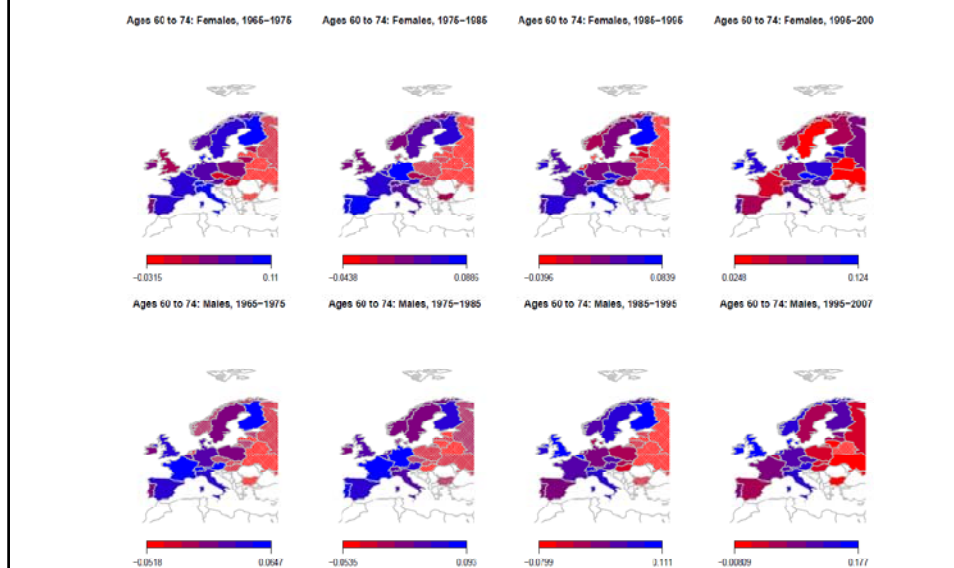 Ages 60 to 74: Females, 1965–1975
Ages 60 to 74: Females, 1975–1985
Ages 60 to 74: Females, 1985–1995
Ages 60 to 74: Females, 1995–200
−0.0315 0.11
−0.0438 0.0886
−0.0396 0.0839
0.0248 0.124
Ages 60 to 74: Males, 1965–1975
Ages 60 to 74: Males, 1975–1985
Ages 60 to 74: Males, 1985–1995
Ages 60 to 74: Males, 1995–2007
−0.0518 0.0647
−0.0535 0.095
−0.0799 0.111
−0.00809 0.177